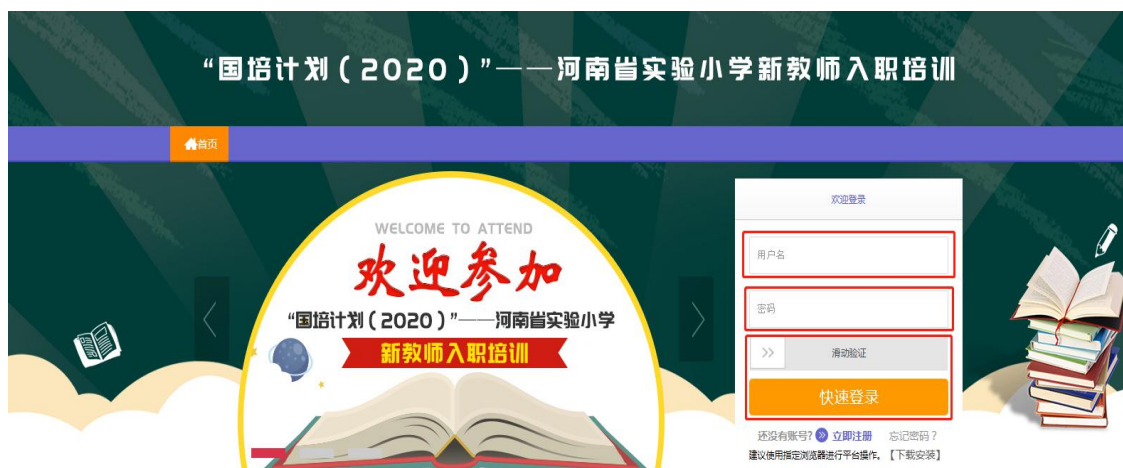 “国培计划（2020）”——河南省实验小学新教师入职培训
首页
WELCOME TO ATTEND
欢迎参加
“国培计划（2020）”——河南省实验小学
新教师入职培训
欢迎登录
用户名
密码
>> 滑动验证
快速登录
还没有账号? 立即注册 忘记密码？
建议使用指定浏览器进行平台操作。【下载安装】